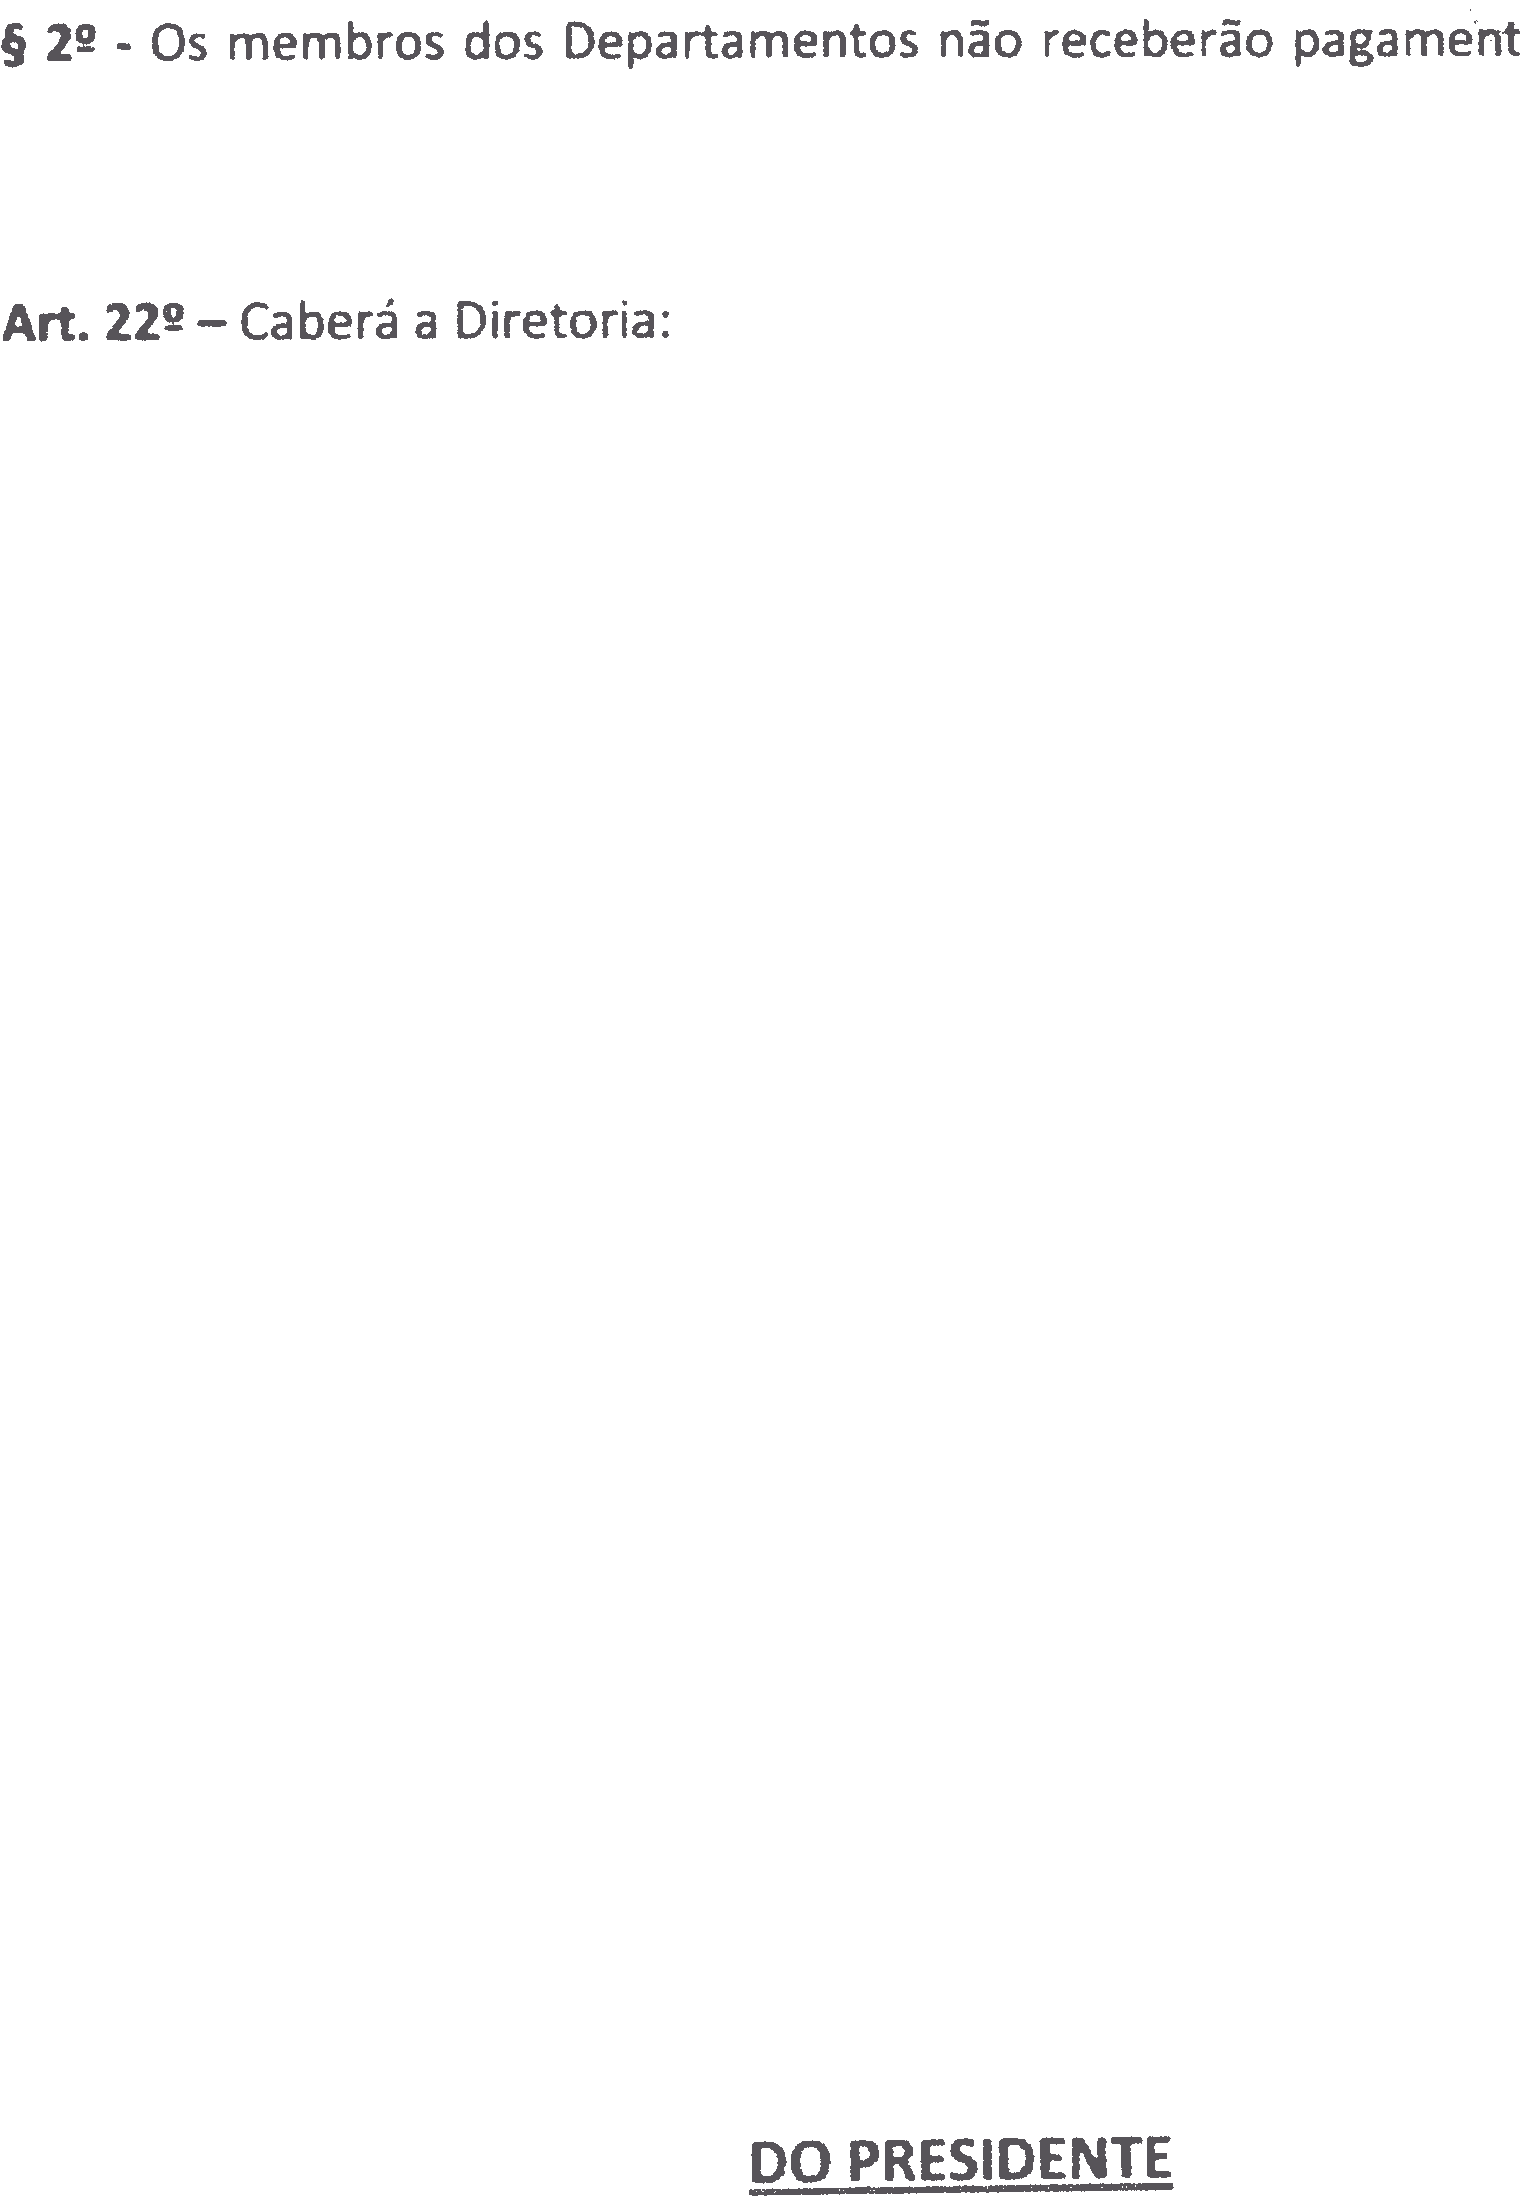 § 2º - Os membros dos Departamentos não receberão pagament
Art. 22º – Caberá a Diretoria:
DO PRESIDENTE